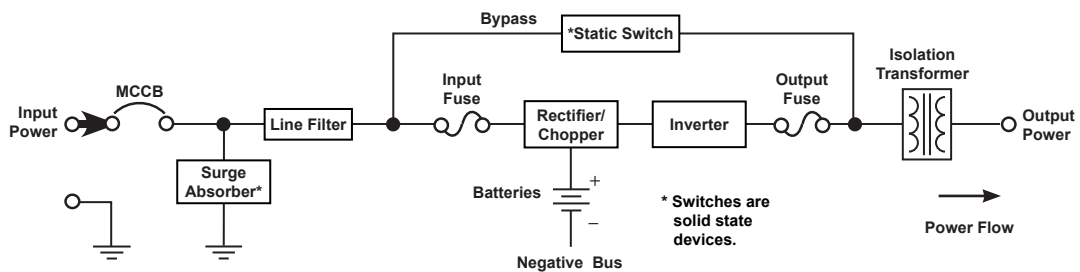 Bypass
*Static Switch
Isolation
Transformer
MCCB
Input
Fuse
Output
Fuse
Input
Power
Line Filter
Rectifier/
Chopper
Inverter
Output
Power
Surge
Absorber*
Batteries
+
–
* Switches are
solid state
devices.
Power Flow
Negative Bus